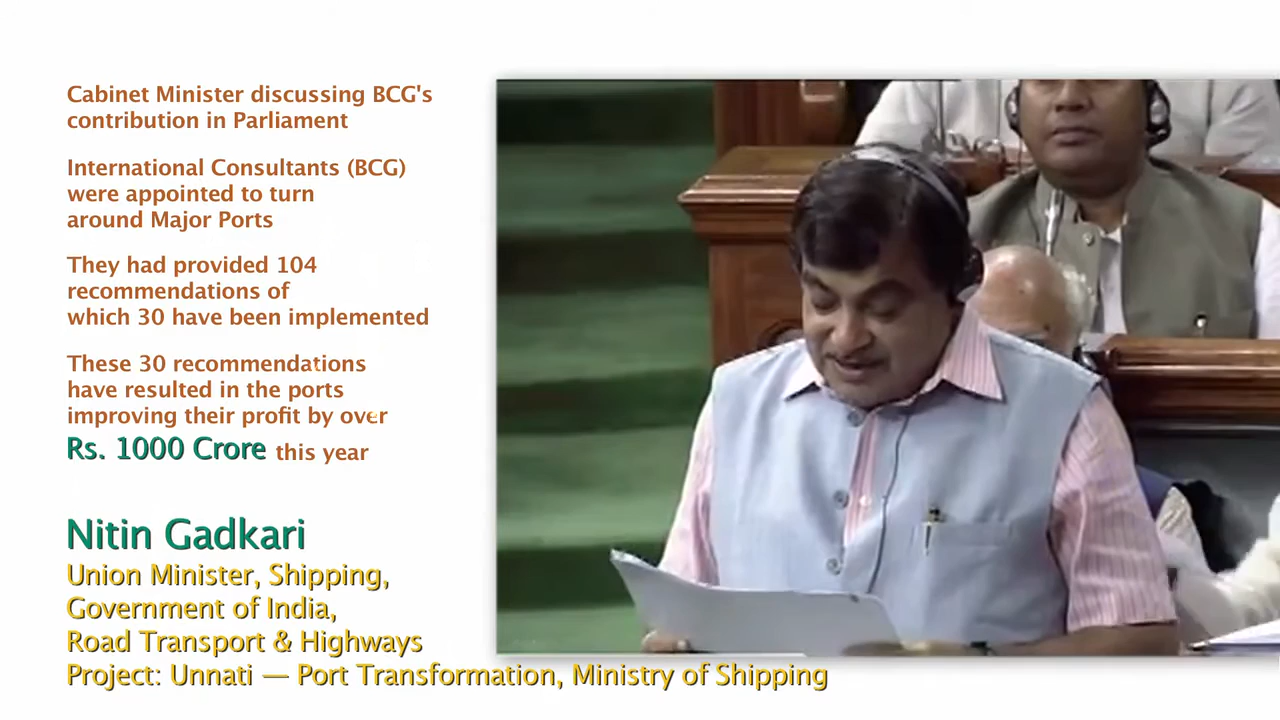 Cabinet Minister discussing BCG's
contribution in Parliament
International Consultants (BCG)
were appointed to turn
around Major Ports
They had provided 104
recommendations of
which 30 have been implemented
These 30 recommendations
have resulted in the ports
improving their profit by over
Rs. 1000 Crore this year
Nitin Gadkari
Union Minister, Shipping,
Government of India,
Road Transport & Highways
Project: Unnati — Port Transformation, Ministry of Shipping